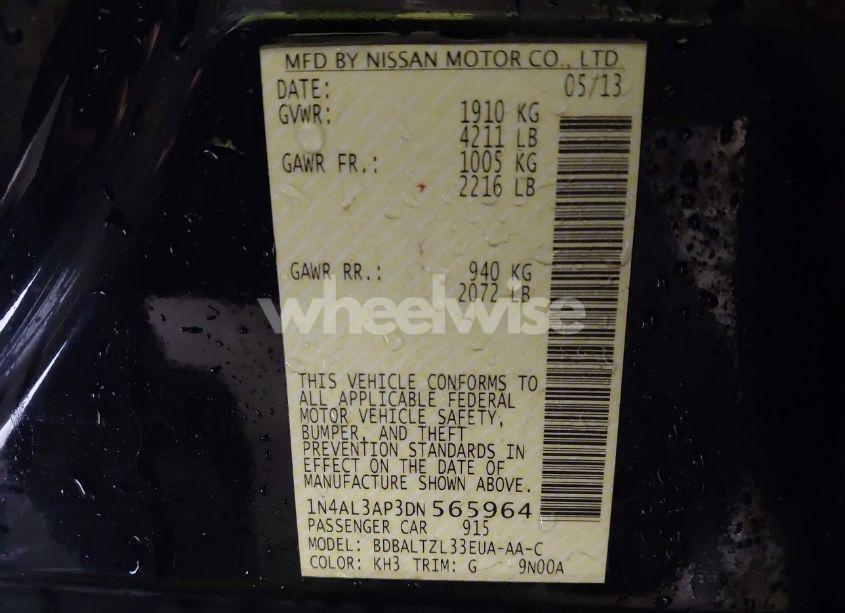 MFD BY NISSAN MOTOR CO., LTD.
DATE: 05/13
GVWR: 1910 KG
4211 LB
GAWR FR.: 1005 KG
2216 LB
GAWR RR.: 940 KG
2072 LB
wheelwise
THIS VEHICLE CONFORMS TO
ALL APPLICABLE FEDERAL
MOTOR VEHICLE SAFETY,
BUMPER, AND THEFT
PREVENTION STANDARDS IN
EFFECT ON THE DATE OF
MANUFACTURE SHOWN ABOVE.
1N4AL3AP3DN565964
PASSENGER CAR 915
MODEL: BDBALTZL33EUA-AA-C
COLOR: KH3 TRIM: G 9N00A